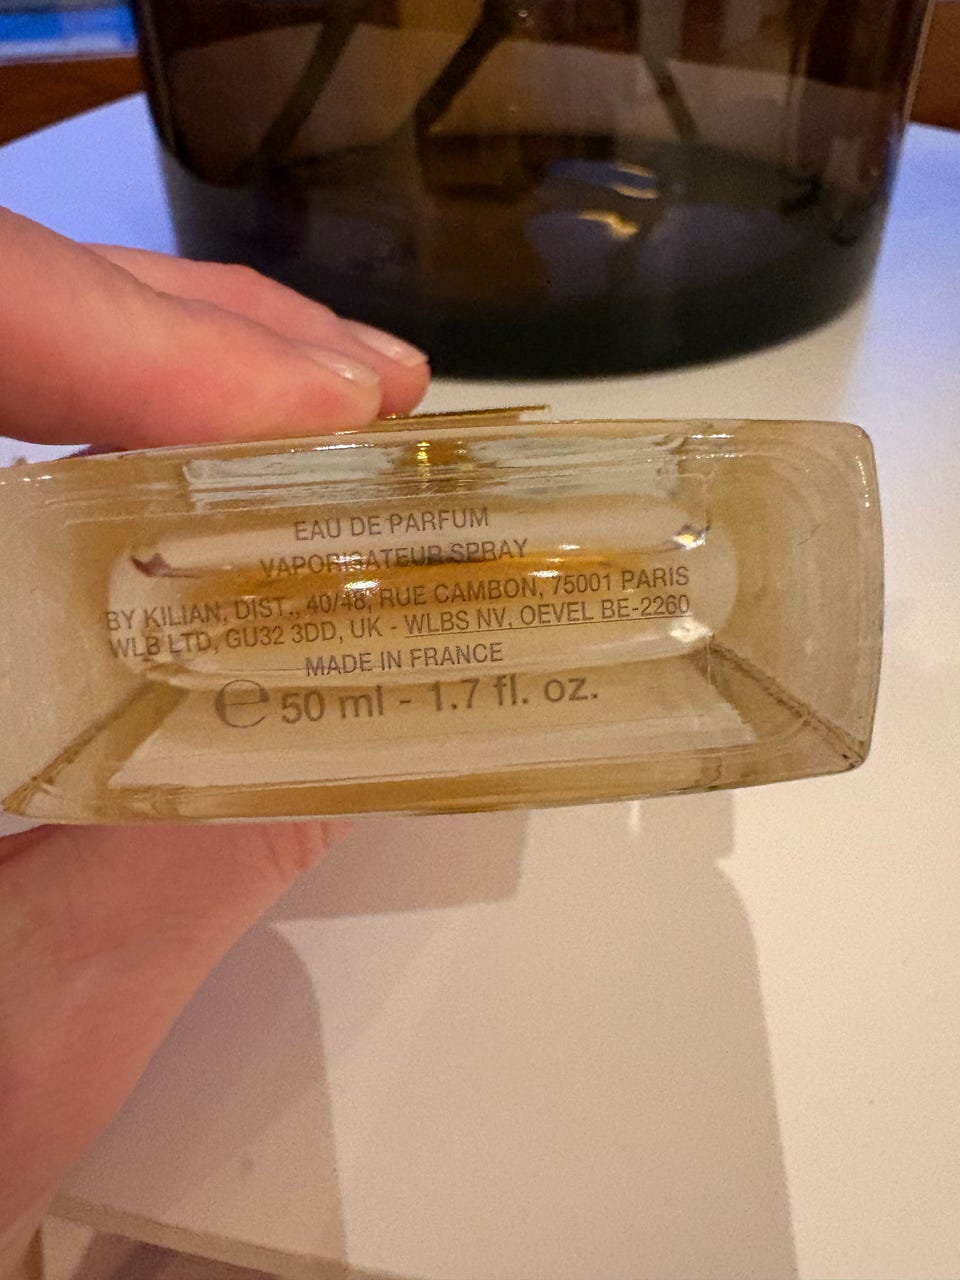 EAU DE PARFUM
VAPORISATEUR SPRAY
BY KILIAN, DIST., 40/48, RUE CAMBON, 75001 PARIS
WLB LTD, GU32 3DD, UK - WLBS NV, OEVEL BE-2260
MADE IN FRANCE
℮ 50 ml - 1.7 fl. oz.